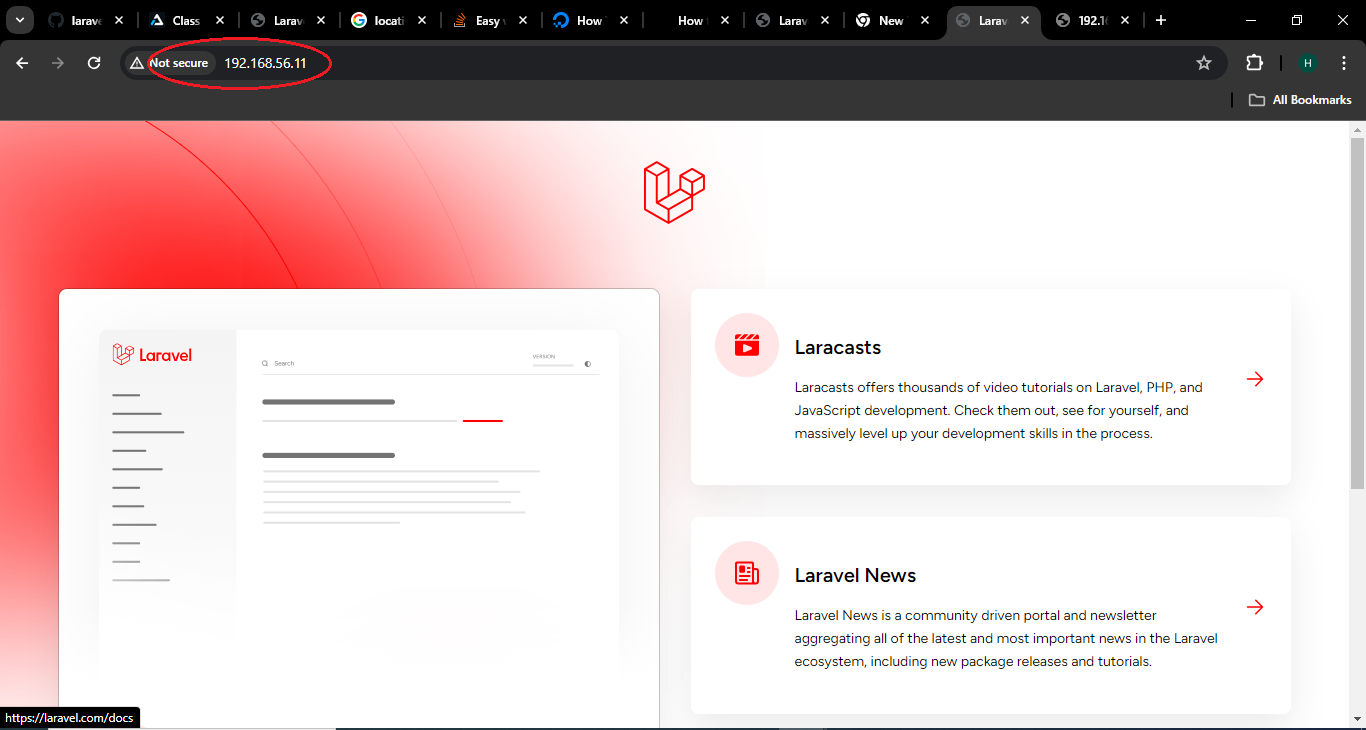 larave
Class
Larav
locati
Easy v
How
How
Larav
New
Larav
192.16
Not secure
192.168.56.11
H
All Bookmarks
Laravel
Search
VERSION
Laracasts
Laracasts offers thousands of video tutorials on Laravel, PHP, and
JavaScript development. Check them out, see for yourself, and
massively level up your development skills in the process.
Laravel News
Laravel News is a community driven portal and newsletter
aggregating all of the latest and most important news in the Laravel
ecosystem, including new package releases and tutorials.
https://laravel.com/docs